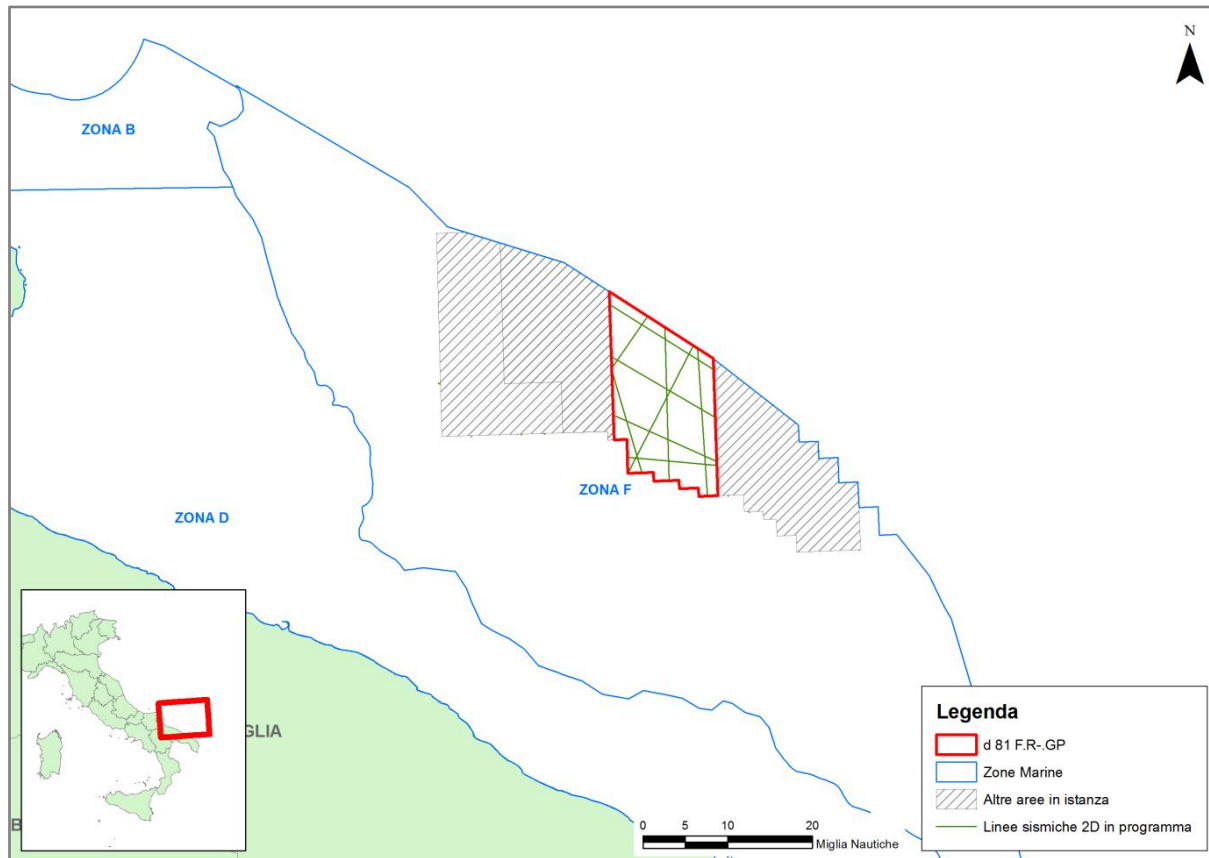 N
ZONA B
ZONA F
ZONA D
GLIA
B
Legenda
d 81 F.R-.GP
Zone Marine
Altre aree in istanza
Linee sismiche 2D in programma
0 5 10 20
Miglia Nautiche